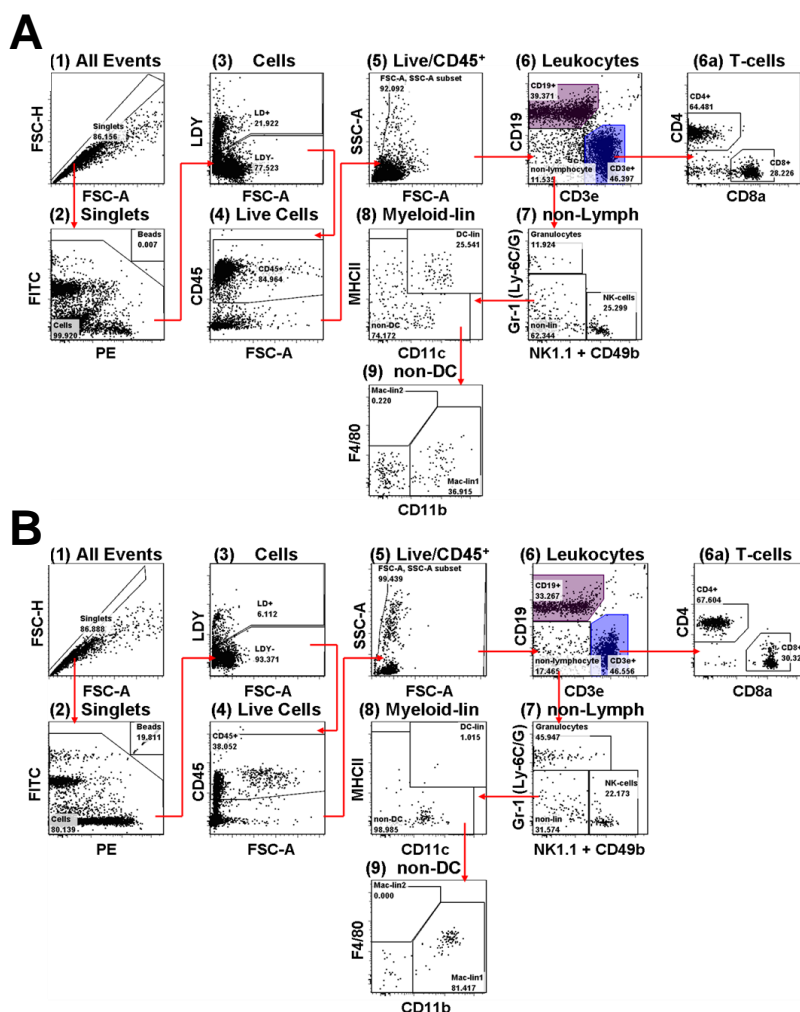 A
(1) All Events
(3) Cells
(5) Live/CD45+
(6) Leukocytes
(6a) T-cells
FSC-H
Singlets
86.156
FSC-A
LDY
LD+
21.922
LDY-
77.523
FSC-A
SSC-A
FSC-A, SSC-A subset
92.092
FSC-A
CD19
CD19+
39.371
non-lymphocyte
11.535
CD3e+
46.397
CD3e
CD4
CD4+
64.481
CD8+
28.226
CD8a
(2) Singlets
(4) Live Cells
(8) Myeloid-lin
(7) non-Lymph
FITC
Beads
0.007
Cells
99.920
PE
CD45
CD45+
84.964
FSC-A
MHCII
DC-lin
25.541
non-DC
74.172
CD11c
Gr-1 (Ly-6C/G)
Granulocytes
11.924
NK-cells
25.299
non-lin
62.344
NK1.1 + CD49b
(9) non-DC
F4/80
Mac-lin2
0.220
Mac-lin1
36.915
CD11b
B
(1) All Events
(3) Cells
(5) Live/CD45+
(6) Leukocytes
(6a) T-cells
FSC-H
Singlets
86.888
FSC-A
LDY
LD+
6.112
LDY-
93.371
FSC-A
SSC-A
FSC-A, SSC-A subset
99.439
FSC-A
CD19
CD19+
33.267
non-lymphocyte
17.465
CD3e+
46.556
CD3e
CD4
CD4+
67.604
CD8+
30.32
CD8a
(2) Singlets
(4) Live Cells
(8) Myeloid-lin
(7) non-Lymph
FITC
Beads
19.811
Cells
80.139
PE
CD45
CD45+
38.052
FSC-A
MHCII
DC-lin
1.015
non-DC
98.985
CD11c
Gr-1 (Ly-6C/G)
Granulocytes
45.947
NK-cells
22.173
non-lin
31.574
NK1.1 + CD49b
(9) non-DC
F4/80
Mac-lin2
0.000
Mac-lin1
81.417
CD11b